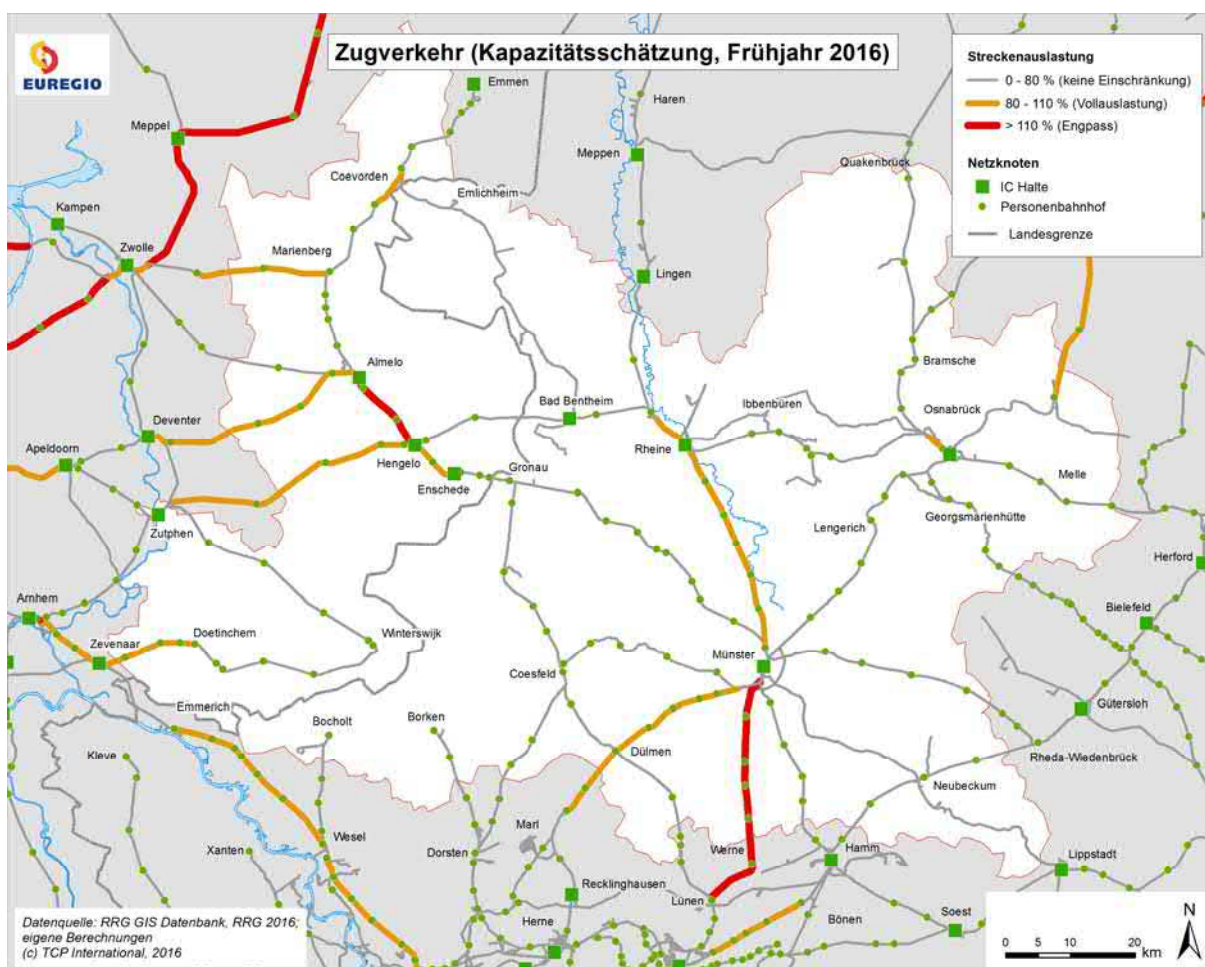 EUREGIO
Zugverkehr (Kapazitätsschätzung, Frühjahr 2016)
Streckenauslastung
0 - 80 % (keine Einschränkung)
80 - 110 % (Vollauslastung)
> 110 % (Engpass)
Netzknoten
IC Halte
Personenbahnhof
Landesgrenze
Emmen
Haren
Meppel
Meppen
Quakenbrück
Coevorden
Emlichheim
Kampen
Zwolle
Marienberg
Lingen
Almelo
Bramsche
Bad Bentheim
Ibbenbüren
Osnabrück
Deventer
Apeldoorn
Hengelo
Rheine
Gronau
Enschede
Melle
Zutphen
Lengerich
Georgsmarienhütte
Herford
Arnhem
Bielefeld
Zevenaar
Doetinchem
Winterswijk
Münster
Coesfeld
Gütersloh
Emmerich
Bocholt
Borken
Kleve
Dülmen
Rheda-Wiedenbrück
Neubeckum
Wesel
Marl
Xanten
Dorsten
Werne
Hamm
Lippstadt
Recklinghausen
Lünen
Herne
Bönen
Soest
Datenquelle: RRG GIS Datenbank, RRG 2016;
eigene Berechnungen
(c) TCP International, 2016
N
0 5 10 20
km